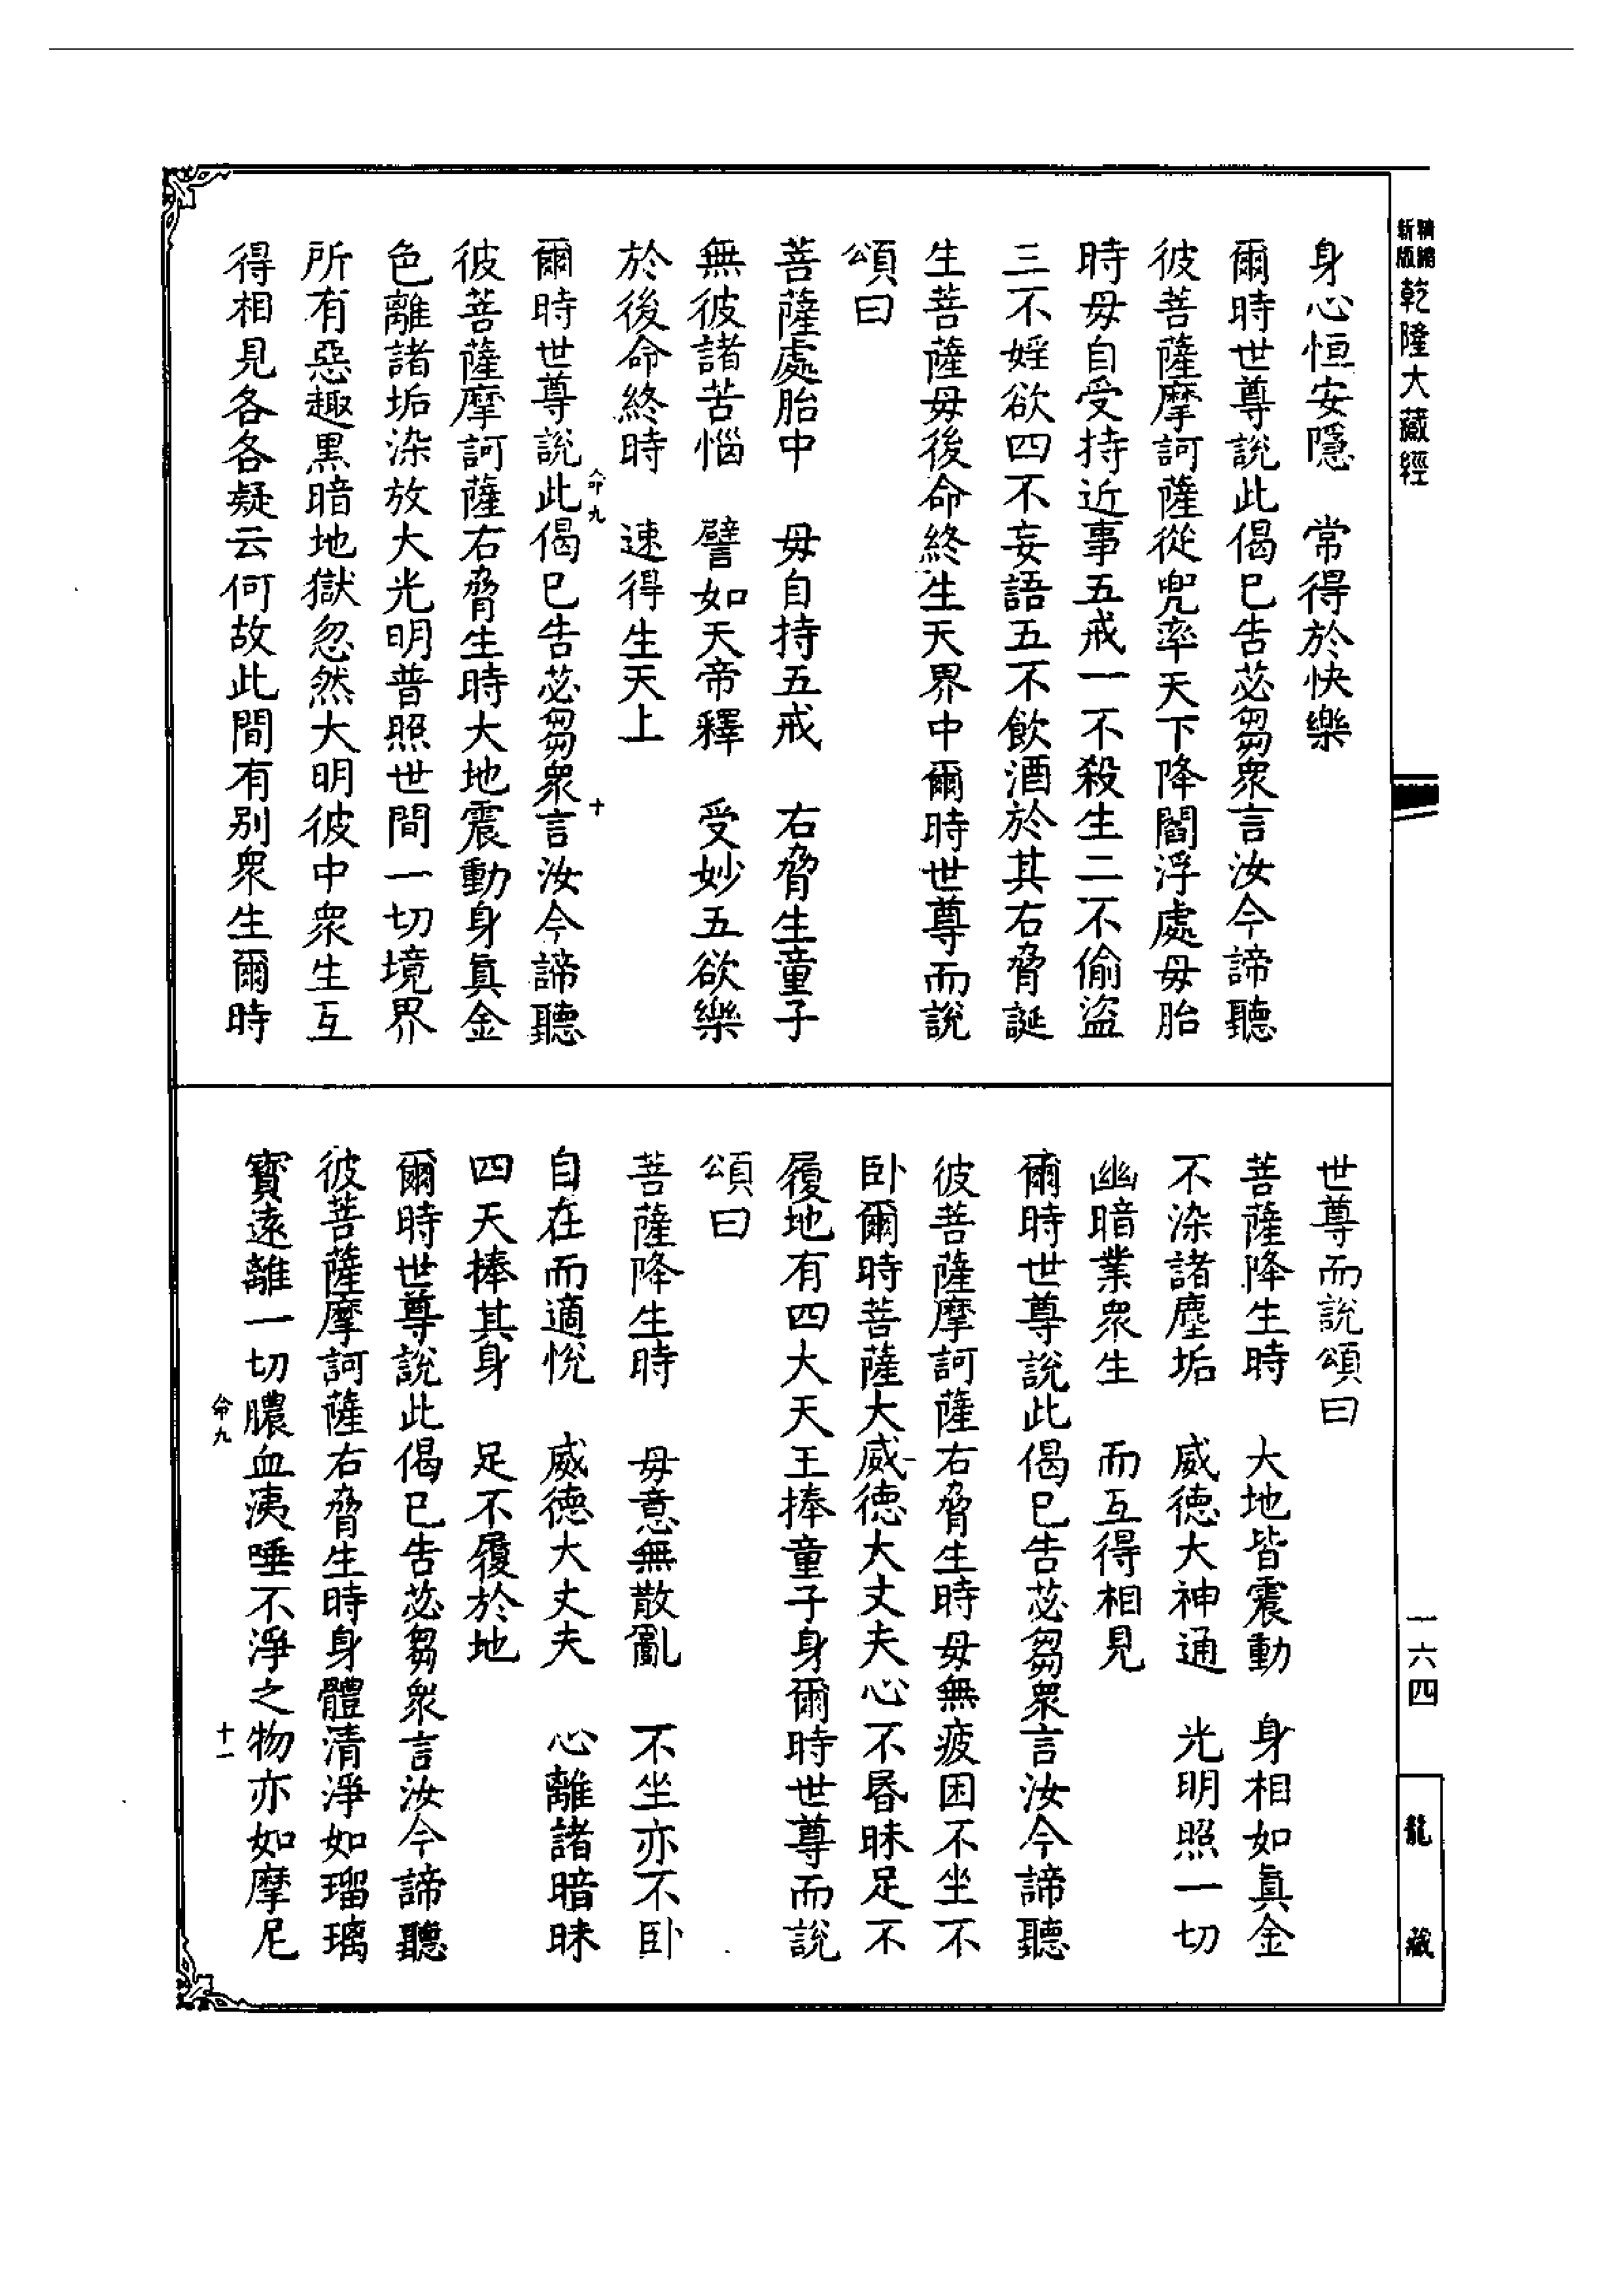 新版
精縮
乾隆大藏經
身心恒安隱　常得於快樂
爾時世尊說此偈巳告苾芻衆言汝今諦聽
彼菩薩摩訶薩從兜率天下降閻浮處毋胎
時毋自受持近事五戒一不殺生二不偷盜
三不婬欲四不妄語五不飲酒於其右脅誕
生菩薩毋後命終生天界中爾時世尊而說
頌曰
菩薩處胎中　毋自持五戒　右脅生童子
無彼諸苦惱　譬如天帝釋　受妙五欲樂
於後命終時　速得生天上
命九
十
爾時世尊說此偈巳告苾芻衆言汝今諦聽
彼菩薩摩訶薩右脅生時大地震動身真金
色離諸垢染放大光明普照世間一切境界
所有惡趣黑暗地獄忽然大明彼中衆生互
得相見各各疑云何故此間有別衆生爾時
世尊而說頌曰
菩薩降生時　大地皆震動　身相如真金
不染諸塵垢　威德大神通　光明照一切
幽暗業衆生　而互得相見
爾時世尊說此偈巳告苾芻衆言汝今諦聽
彼菩薩摩訶薩右脅生時毋無疲困不坐不
卧爾時菩薩大威德大丈夫心不昬昧足不
履地有四大天王捧童子身爾時世尊而說
頌曰
菩薩降生時　毋意無散亂　不坐亦不卧
自在而適悅　威德大丈夫　心離諸暗昧
四天捧其身　足不履於地
爾時世尊說此偈巳告苾芻衆言汝今諦聽
彼菩薩摩訶薩右脅生時身體清淨如瑠璃
寶遠離一切膿血洟唾不淨之物亦如摩尼
命九
十一
一六四
龍藏